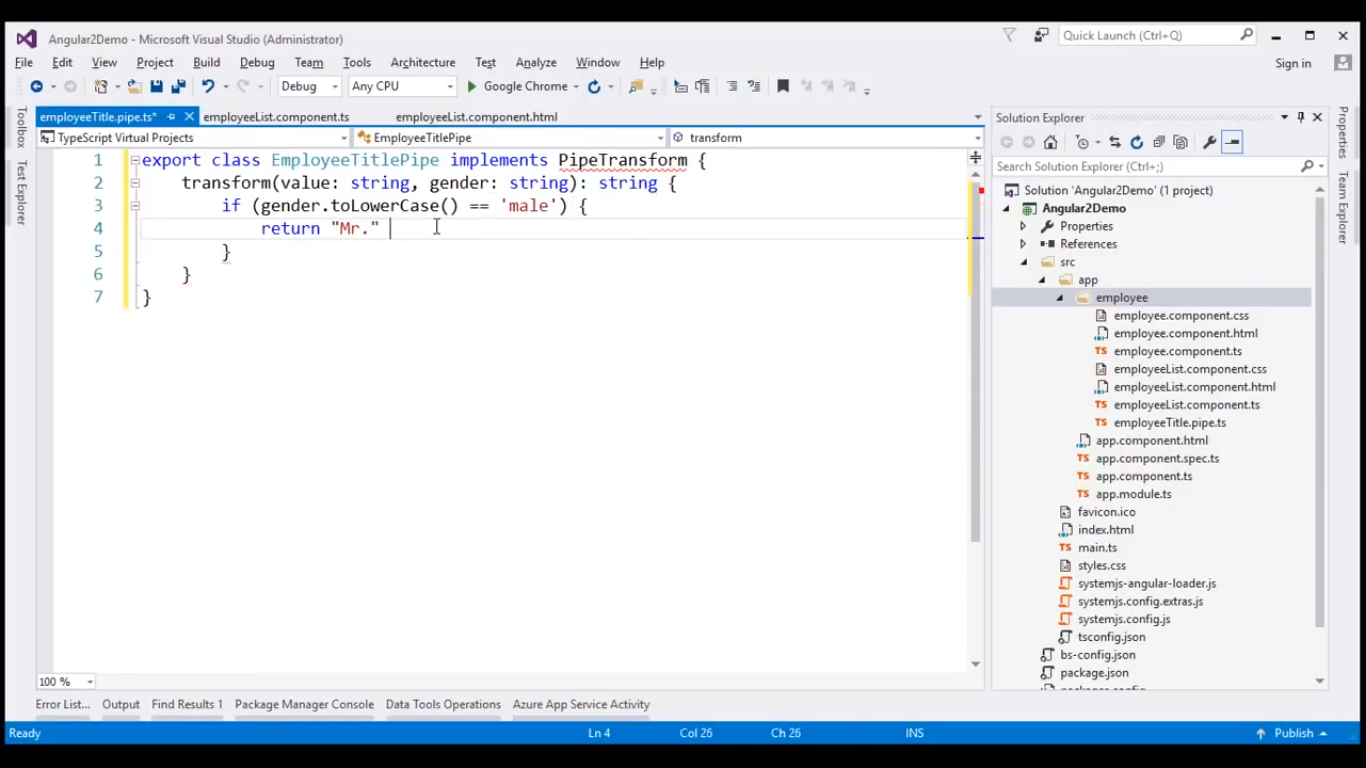 Angular2Demo - Microsoft Visual Studio (Administrator)
Quick Launch (Ctrl+Q)
File Edit View Project Build Debug Team Tools Architecture Test Analyze Window Help
Sign in
Debug Any CPU Google Chrome
Toolbox
Test Explorer
employeeTitle.pipe.ts* employeeList.component.ts employeeList.component.html
TypeScript Virtual Projects EmployeeTitlePipe transform
1 export class EmployeeTitlePipe implements PipeTransform {
2 transform(value: string, gender: string): string {
3 if (gender.toLowerCase() == 'male') {
4 return "Mr."
5 }
6 }
7 }
100 %
Solution Explorer
Search Solution Explorer (Ctrl+;)
Solution 'Angular2Demo' (1 project)
Angular2Demo
Properties
References
src
app
employee
employee.component.css
employee.component.html
employee.component.ts
employeeList.component.css
employeeList.component.html
employeeList.component.ts
employeeTitle.pipe.ts
app.component.html
app.component.spec.ts
app.component.ts
app.module.ts
favicon.ico
index.html
main.ts
styles.css
systemjs-angular-loader.js
systemjs.config.extras.js
systemjs.config.js
tsconfig.json
bs-config.json
package.json
Properties
Team Explorer
Error List... Output Find Results 1 Package Manager Console Data Tools Operations Azure App Service Activity
Ready Ln 4 Col 26 Ch 26 INS Publish